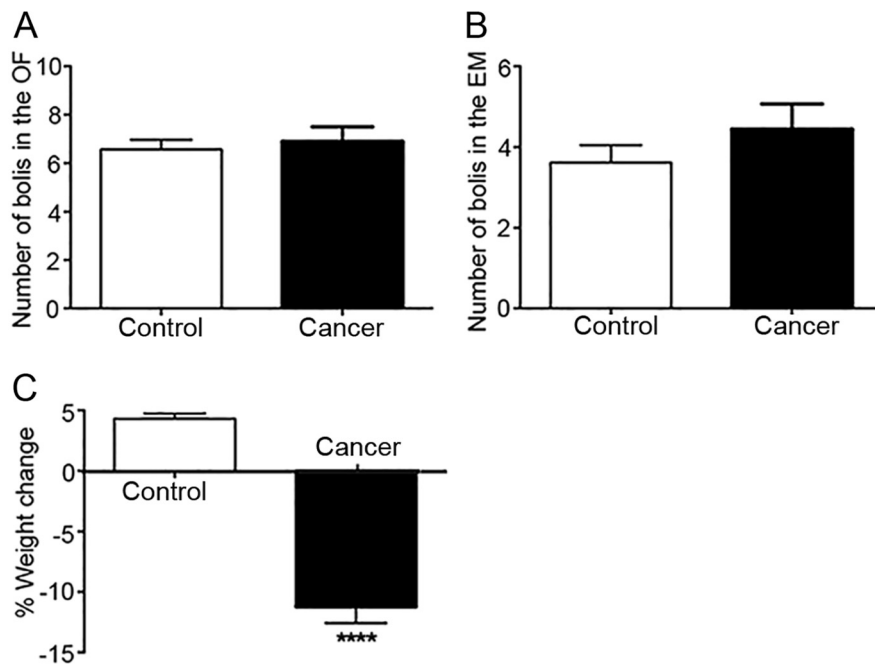 A
Number of bolis in the OF
10
8
6
4
2
0
Control
Cancer
B
Number of bolis in the EM
6
4
2
0
Control
Cancer
C
% Weight change
5
0
-5
-10
-15
Cancer
Control
****